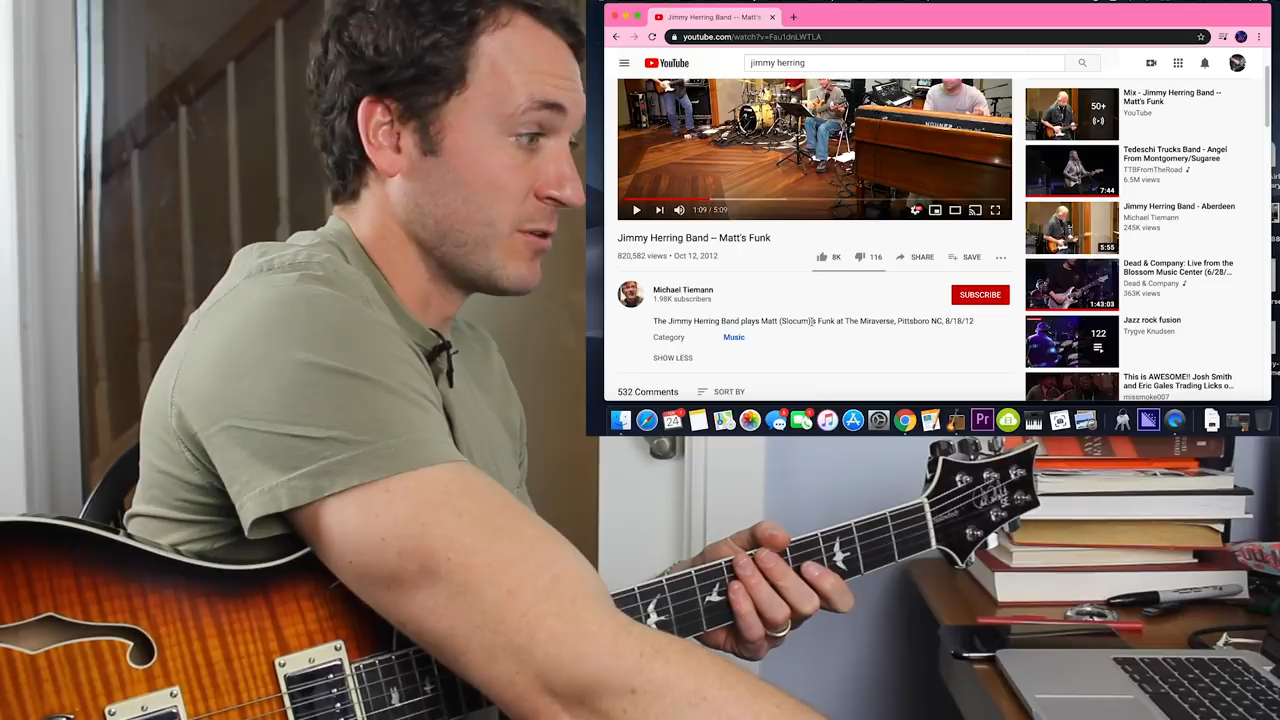 Jimmy Herring Band -- Matt's
youtube.com/watch?v=Fau1dnLWTLA
YouTube
jimmy herring
1:09 / 5:09
Jimmy Herring Band -- Matt's Funk
820,582 views • Oct 12, 2012
8K
116
SHARE
SAVE
Michael Tiemann
1.98K subscribers
SUBSCRIBE
The Jimmy Herring Band plays Matt (Slocum)'s Funk at The Miraverse, Pittsboro NC, 8/18/12
Category
Music
SHOW LESS
532 Comments
SORT BY
50+
Mix - Jimmy Herring Band --
Matt's Funk
YouTube
7:44
Tedeschi Trucks Band - Angel
From Montgomery/Sugaree
TTBFromTheRoad
6.5M views
5:55
Jimmy Herring Band - Aberdeen
Michael Tiemann
245K views
1:43:03
Dead & Company: Live from the
Blossom Music Center (6/28/...
Dead & Company
363K views
122
Jazz rock fusion
Trygve Knudsen
This is AWESOME!! Josh Smith
and Eric Gales Trading Licks o...
missmoke007
24
Pr